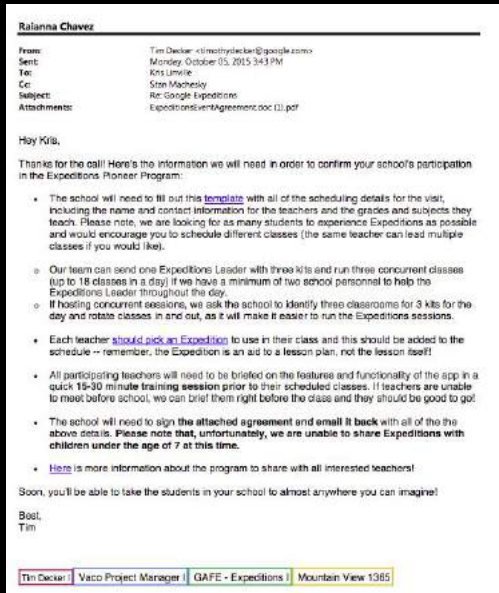 Raianna Chavez
From: Tim Decker <timothydecker@google.com>
Sent: Monday, October 05, 2015 3:43 PM
To: Kris Linville
Cc: Stan Machesky
Subject: Re: Google Expeditions
Attachments: ExpeditionsEventAgreement.doc (1).pdf
Hey Kris,
Thanks for the call! Here's the information we will need in order to confirm your school's participation
in the Expeditions Pioneer Program:
• The school will need to fill out this template with all of the scheduling details for the visit,
including the name and contact information for the teachers and the grades and subjects they
teach. Please note, we are looking for as many students to experience Expeditions as possible
and would encourage you to schedule different classes (the same teacher can lead multiple
classes if you would like).
o Our team can send one Expeditions Leader with three kits and run three concurrent classes
(up to 18 classes in a day) if we have a minimum of two school personnel to help the
Expeditions Leader throughout the day.
o If hosting concurrent sessions, we ask the school to identify three classrooms for 3 kits for the
day and rotate classes in and out, as it will make it easier to run the Expeditions sessions.
• Each teacher should pick an Expedition to use in their class and this should be added to the
schedule -- remember, the Expedition is an aid to a lesson plan, not the lesson itself!
• All participating teachers will need to be briefed on the features and functionality of the app in a
quick 15-30 minute training session prior to their scheduled classes. If teachers are unable
to meet before school, we can brief them right before the class and they should be good to go!
• The school will need to sign the attached agreement and email it back with all of the the
above details. Please note that, unfortunately, we are unable to share Expeditions with
children under the age of 7 at this time.
• Here is more information about the program to share with all interested teachers!
Soon, you'll be able to take the students in your school to almost anywhere you can imagine!
Best,
Tim
Tim Decker | Vaco Project Manager | GAFE - Expeditions | Mountain View 1365